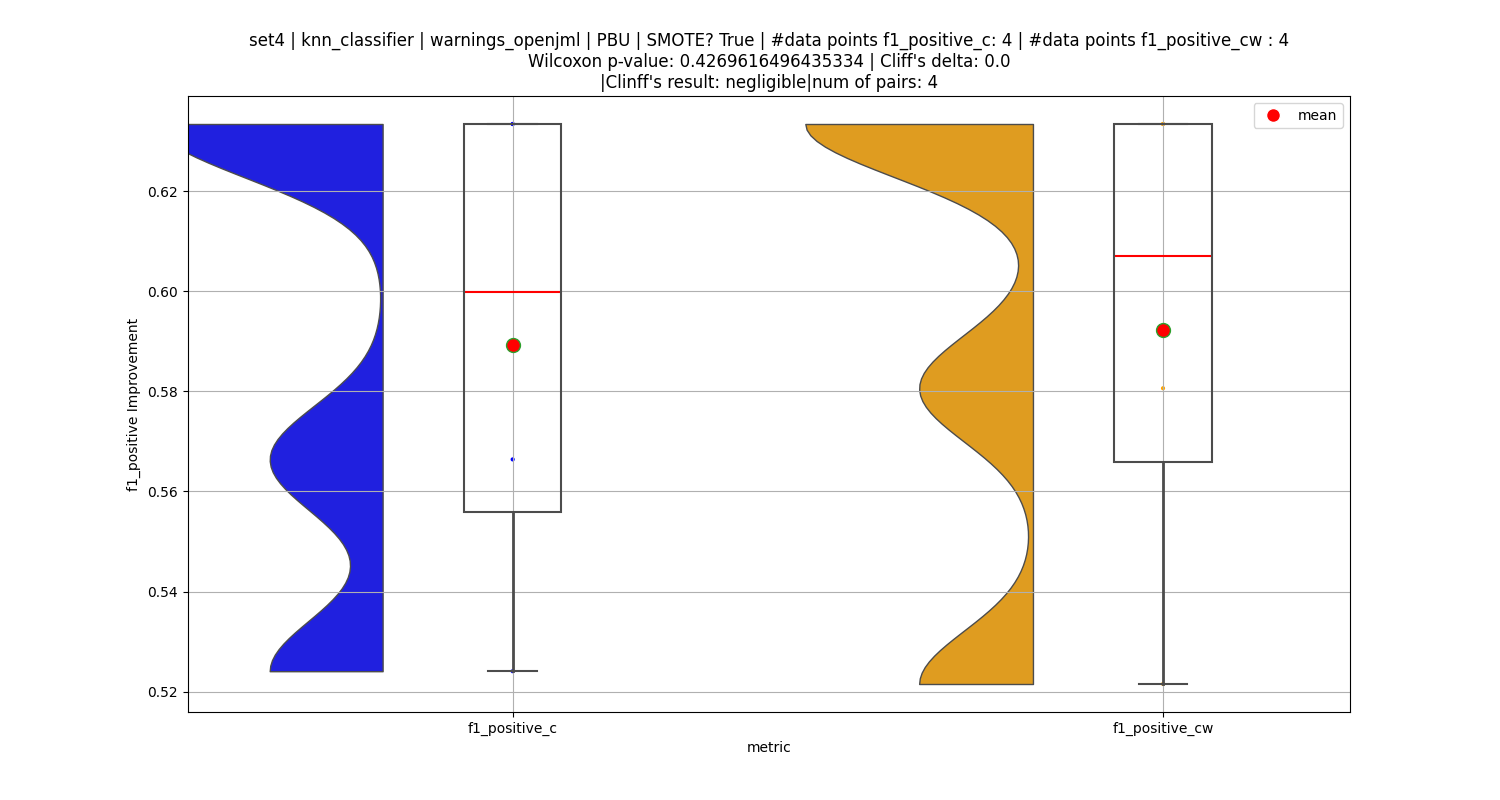 set4 | knn_classifier | warnings_openjml | PBU | SMOTE? True | #data points f1_positive_c: 4 | #data points f1_positive_cw : 4
Wilcoxon p-value: 0.4269616496435334 | Cliff's delta: 0.0
|Clinff's result: negligible|num of pairs: 4
mean
0.62
0.60
0.58
0.56
0.54
0.52
f1_positive Improvement
f1_positive_c
f1_positive_cw
metric